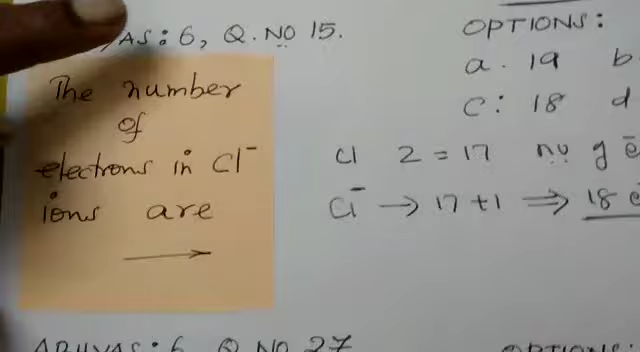 AS: 6, Q. NO 15.
The number
of
electrons in Cl⁻
ions are
OPTIONS:
a. 19 b.
c: 18 d
Cl Z = 17 no of ē
Cl⁻ → 17 +1 ⇒ 18 e
ABHYAS: 6 Q NO 27
OPTIONS: